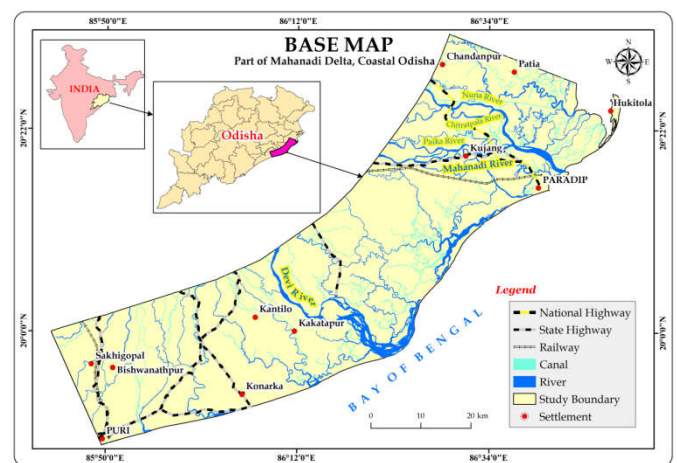 85°50'0"E 86°12'0"E 86°34'0"E
BASE MAP
Part of Mahanadi Delta, Coastal Odisha
INDIA
Odisha
Chandanpur
Patia
N
W E
S
Hukitola
20°22'0"N
20°22'0"N
Nuna River
Chitratpala River
Paika River
Kujang
Mahanadi River
PARADIP
Devi River
Kantilo
Kakatapur
20°0'0"N
20°0'0"N
Sakhigopal
Bishwanathpur
Konarka
PURI
BAY OF BENGAL
0 10 20 km
Legend
National Highway
State Highway
Railway
Canal
River
Study Boundary
Settlement
85°50'0"E 86°12'0"E 86°34'0"E